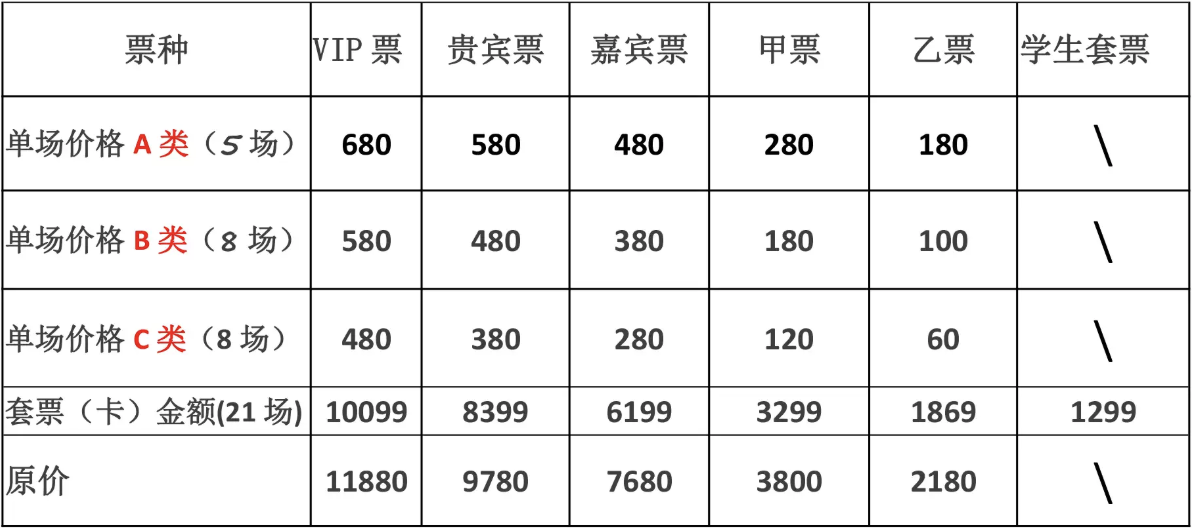 票种 VIP 票 贵宾票 嘉宾票 甲票 乙票 学生套票
单场价格 A 类（5 场） 680 580 480 280 180 \
单场价格 B 类（8 场） 580 480 380 180 100 \
单场价格 C 类（8 场） 480 380 280 120 60 \
套票（卡）金额(21 场) 10099 8399 6199 3299 1869 1299
原价 11880 9780 7680 3800 2180 \